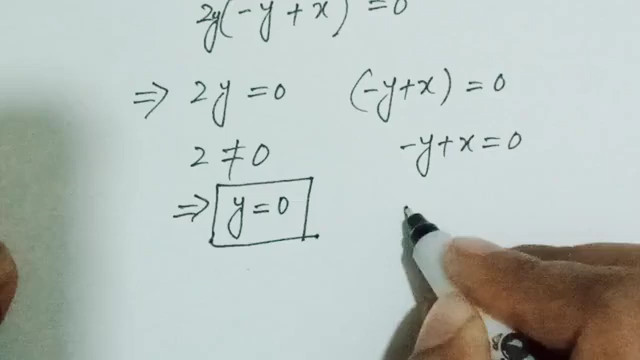 2y(-y+x) = 0
⇒ 2y = 0 (-y+x) = 0
2 ≠ 0 -y+x = 0
⇒ y = 0